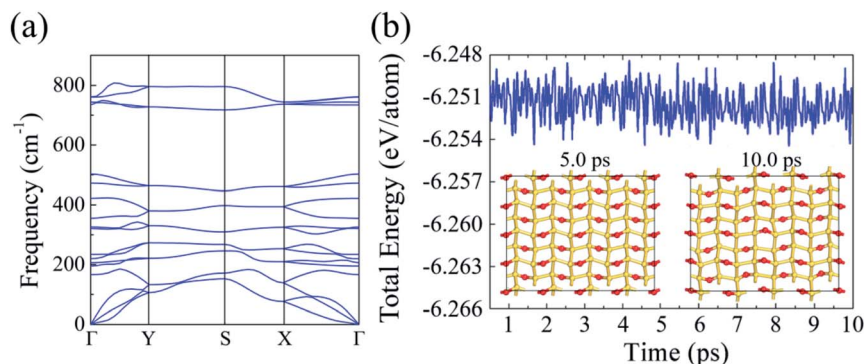 (a)
Frequency (cm⁻¹)
800
600
400
200
0
Γ Y S X Γ
(b)
Total Energy (eV/atom)
-6.248
-6.251
-6.254
-6.257
-6.260
-6.263
-6.266
5.0 ps 10.0 ps
1 2 3 4 5 6 7 8 9 10
Time (ps)